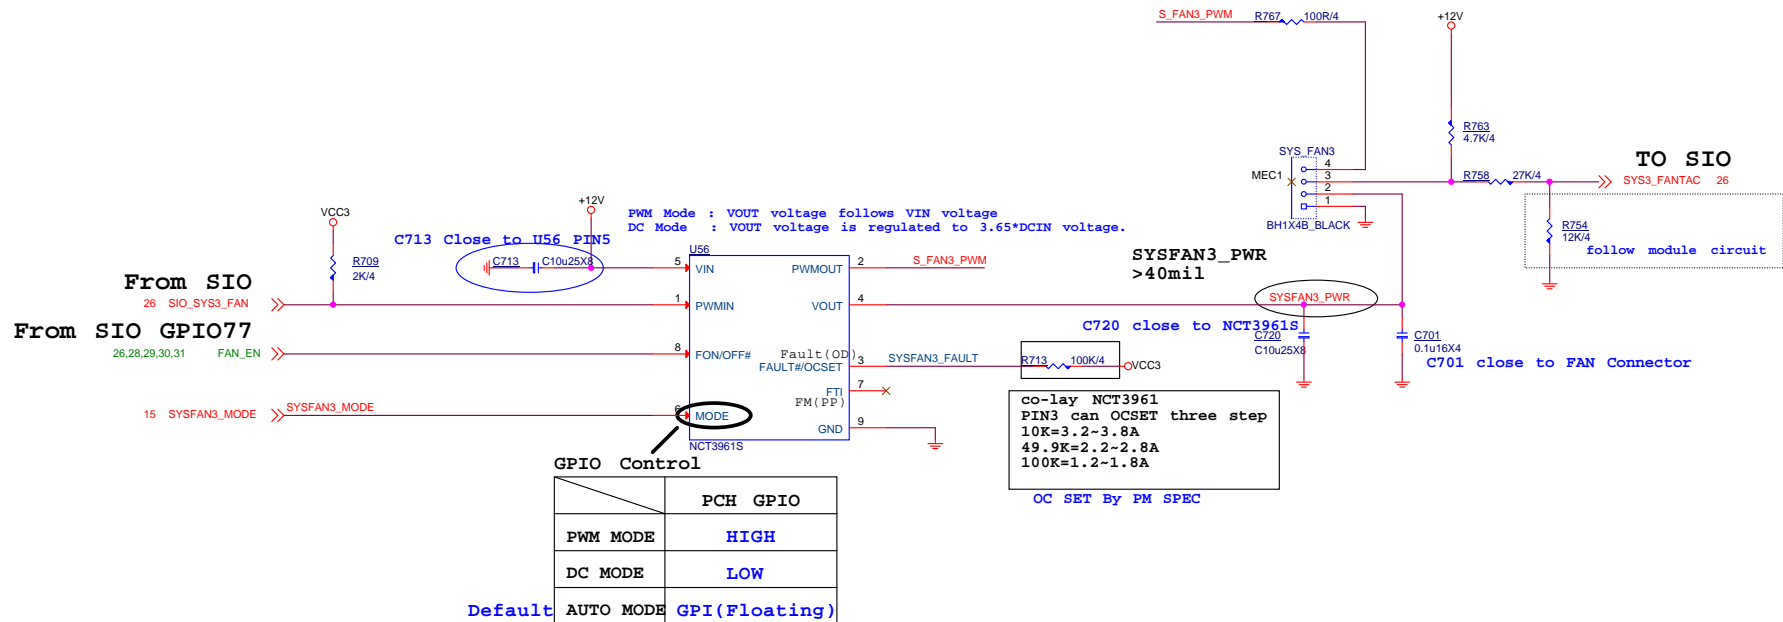 S_FAN3_PWM
R767
100R/4
+12V
R763
4.7K/4
SYS_FAN3
4
3
2
1
MEC1
BH1X4B_BLACK
R758
27K/4
TO SIO
SYS3_FANTAC 26
R754
12K/4
follow module circuit
VCC3
+12V
PWM Mode : VOUT voltage follows VIN voltage
DC Mode : VOUT voltage is regulated to 3.65*DCIN voltage.
C713 Close to U56 PIN5
C713
C10u25X8
R709
2K/4
From SIO
26 SIO_SYS3_FAN
From SIO GPIO77
26,28,29,30,31 FAN_EN
15 SYSFAN3_MODE
SYSFAN3_MODE
U56
5 VIN
1 PWMIN
8 FON/OFF#
6 MODE
PWMOUT 2
VOUT 4
Fault(OD)
FAULT#/OCSET 3
FTI 7
FM(PP)
GND 9
NCT3961S
S_FAN3_PWM
SYSFAN3_PWR
>40mil
SYSFAN3_PWR
C720 close to NCT3961S
C720
C10u25X8
C701
0.1u16X4
C701 close to FAN Connector
SYSFAN3_FAULT
R713
100K/4
VCC3
co-lay NCT3961
PIN3 can OCSET three step
10K=3.2~3.8A
49.9K=2.2~2.8A
100K=1.2~1.8A
OC SET By PM SPEC
GPIO Control
PCH GPIO
PWM MODE HIGH
DC MODE LOW
Default AUTO MODE GPI(Floating)